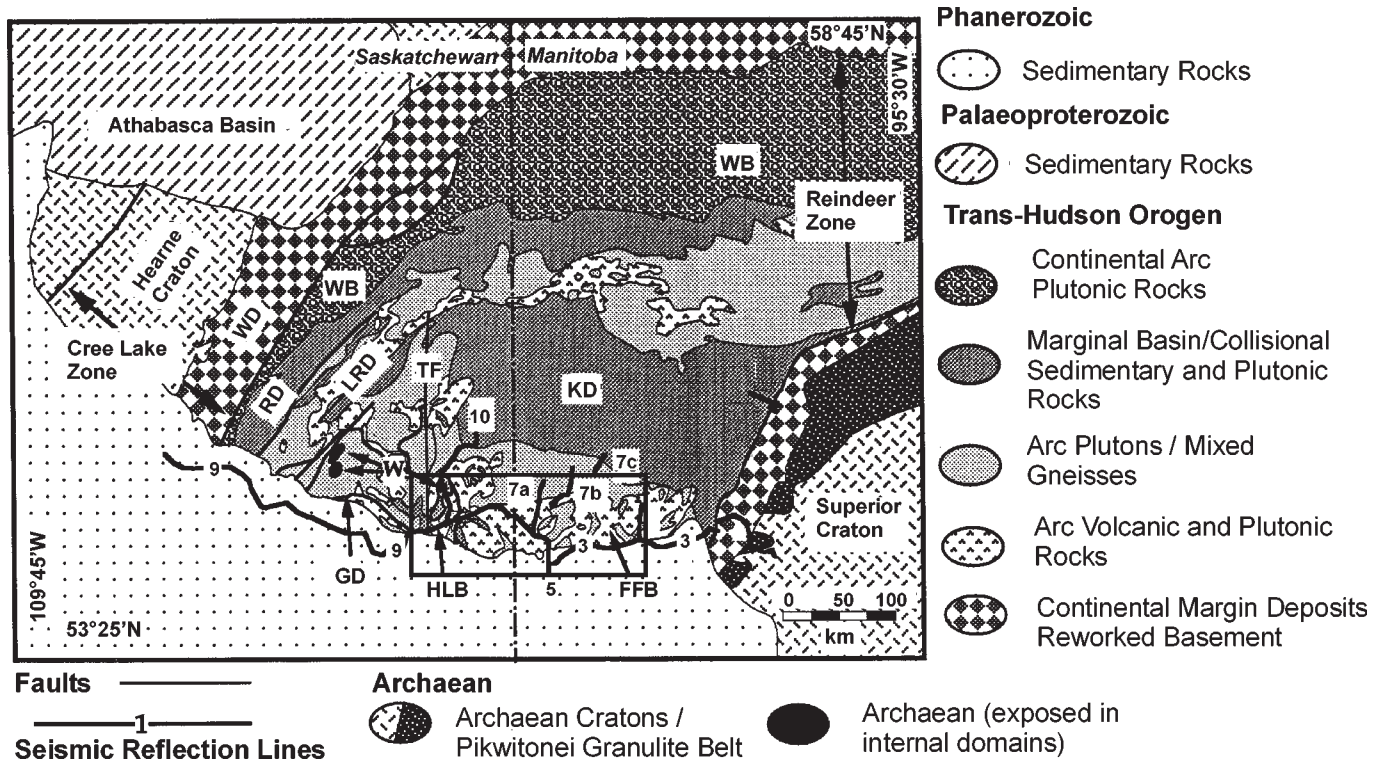 Saskatchewan Manitoba
58°45'N
95°30'W
Athabasca Basin
WB
Reindeer
Zone
Hearne
Craton
WB
WD
Cree Lake
Zone
RD
LRD
TF
KD
10
9
W
7a
7b
7c
Superior
Craton
9
3
3
GD
HLB
5
FFB
109°45'W
53°25'N
0 50 100
km
Phanerozoic
Sedimentary Rocks
Palaeoproterozoic
Sedimentary Rocks
Trans-Hudson Orogen
Continental Arc
Plutonic Rocks
Marginal Basin/Collisional
Sedimentary and Plutonic
Rocks
Arc Plutons / Mixed
Gneisses
Arc Volcanic and Plutonic
Rocks
Continental Margin Deposits
Reworked Basement
Faults
1
Seismic Reflection Lines
Archaean
Archaean Cratons /
Pikwitonei Granulite Belt
Archaean (exposed in
internal domains)